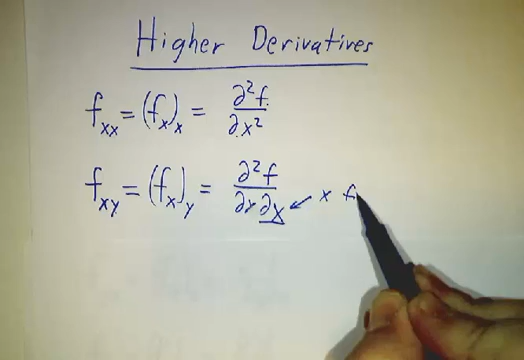 Higher Derivatives
f_xx = (f_x)_x = ∂²f/∂x²
f_xy = (f_x)_y = ∂²f/∂y∂x ← x f